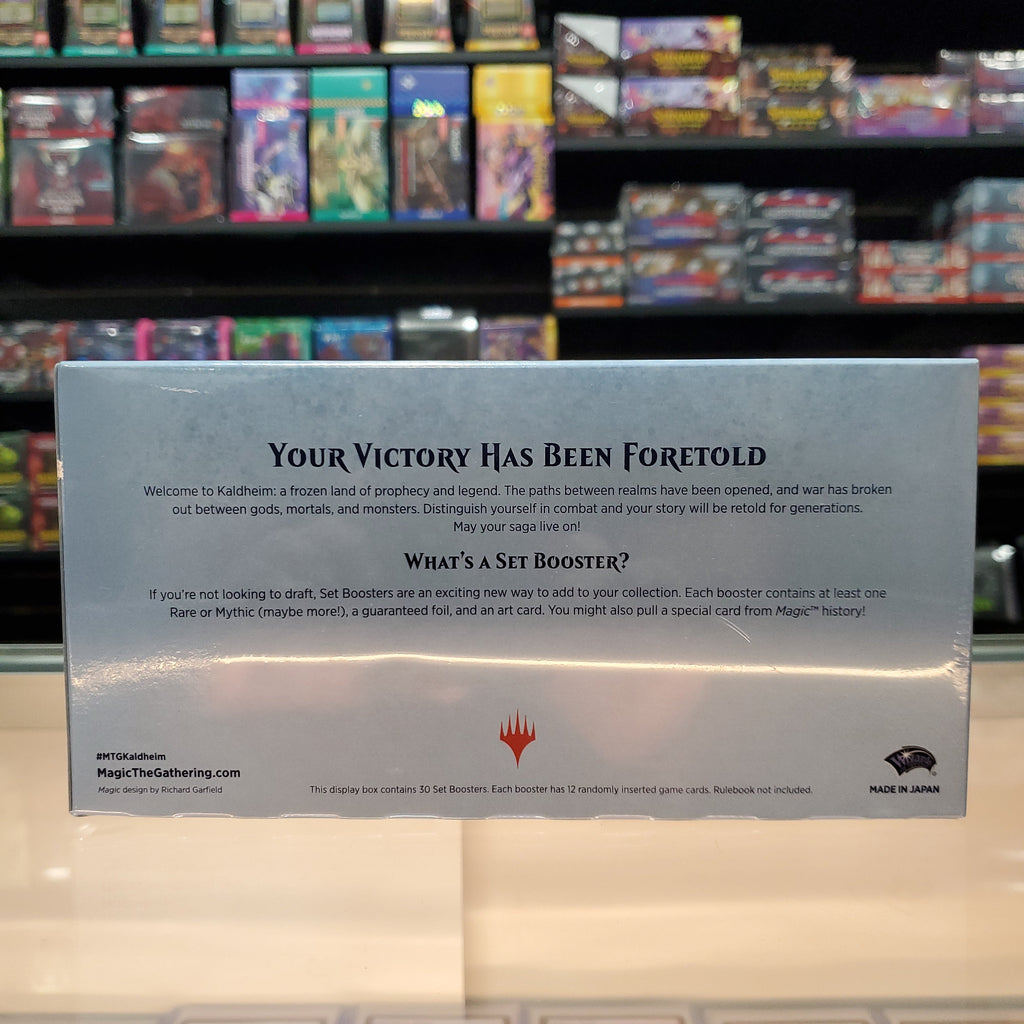 Your Victory Has Been Foretold
Welcome to Kaldheim: a frozen land of prophecy and legend. The paths between realms have been opened, and war has broken
out between gods, mortals, and monsters. Distinguish yourself in combat and your story will be retold for generations.
May your saga live on!
What's a Set Booster?
If you're not looking to draft, Set Boosters are an exciting new way to add to your collection. Each booster contains at least one
Rare or Mythic (maybe more!), a guaranteed foil, and an art card. You might also pull a special card from Magic™ history!
#MTGKaldheim
MagicTheGathering.com
Magic design by Richard Garfield
This display box contains 30 Set Boosters. Each booster has 12 randomly inserted game cards. Rulebook not included.
Wizards
®
MADE IN JAPAN